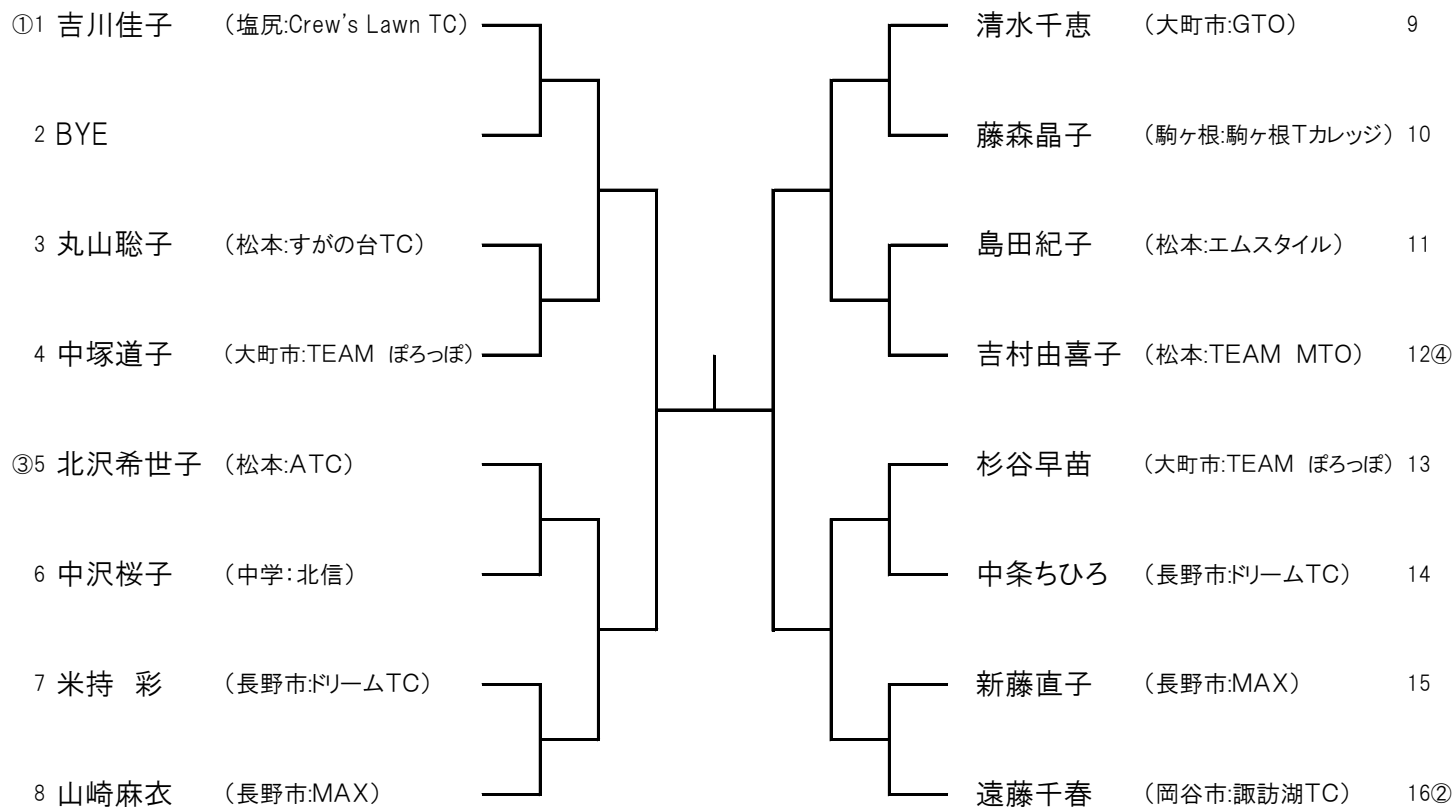 ①1 吉川佳子 （塩尻:Crew's Lawn TC）
2 BYE
3 丸山聡子 （松本:すがの台TC）
4 中塚道子 （大町市:TEAM ぽろっぽ）
③5 北沢希世子 （松本:ATC）
6 中沢桜子 （中学：北信）
7 米持 彩 （長野市:ドリームTC）
8 山崎麻衣 （長野市:MAX）
清水千恵 （大町市:GTO） 9
藤森晶子 （駒ヶ根:駒ヶ根Tカレッジ） 10
島田紀子 （松本:エムスタイル） 11
吉村由喜子 （松本:TEAM MTO） 12④
杉谷早苗 （大町市:TEAM ぽろっぽ） 13
中条ちひろ （長野市:ドリームTC） 14
新藤直子 （長野市:MAX） 15
遠藤千春 （岡谷市:諏訪湖TC） 16②